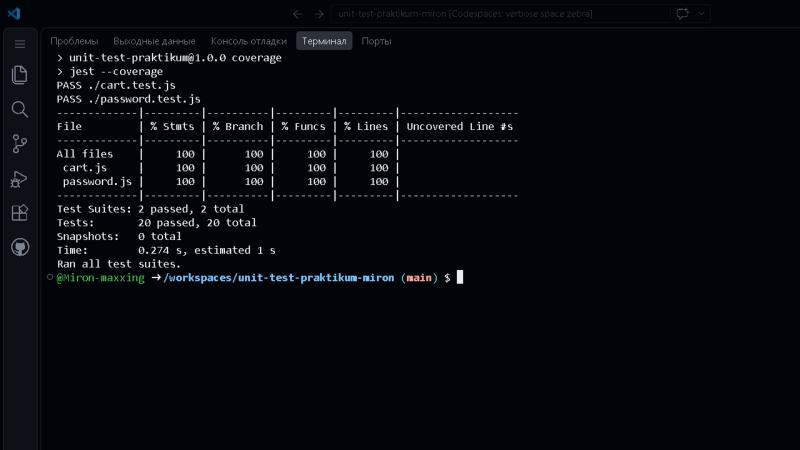 unit-test-praktikum-miron [Codespaces: verbose space zebra]
Проблемы Выходные данные Консоль отладки Терминал Порты
> unit-test-praktikum@1.0.0 coverage
> jest --coverage
PASS ./cart.test.js
PASS ./password.test.js
-------------|---------|----------|---------|---------|-------------------
File         | % Stmts | % Branch | % Funcs | % Lines | Uncovered Line #s
-------------|---------|----------|---------|---------|-------------------
All files    |     100 |      100 |     100 |     100 |
 cart.js     |     100 |      100 |     100 |     100 |
 password.js |     100 |      100 |     100 |     100 |
-------------|---------|----------|---------|---------|-------------------
Test Suites: 2 passed, 2 total
Tests:       20 passed, 20 total
Snapshots:   0 total
Time:        0.274 s, estimated 1 s
Ran all test suites.
@Miron-maxxing →/workspaces/unit-test-praktikum-miron (main) $